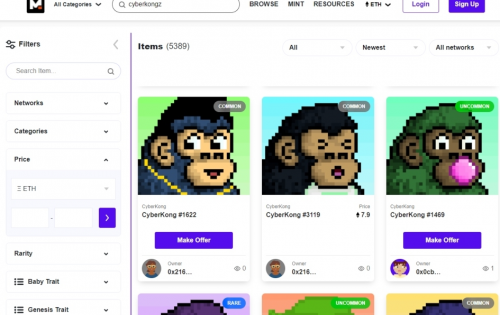 All Categories
cyberkongz
BROWSE
MINT
RESOURCES
ETH
Login
Sign Up
Filters
Items (5389)
All
Newest
All networks
Search Item...
Networks
Categories
Price
Ξ ETH
-
Rarity
Baby Trait
Genesis Trait
COMMON
CyberKong
CyberKong #1622
Make Offer
Owner
0x216...
0
COMMON
CyberKong
Price
CyberKong #3119
7.9
Owner
0x216...
0
UNCOMMON
CyberKong
CyberKong #1469
Make Offer
Owner
0x0cb...
1
RARE
UNCOMMON
COMMON